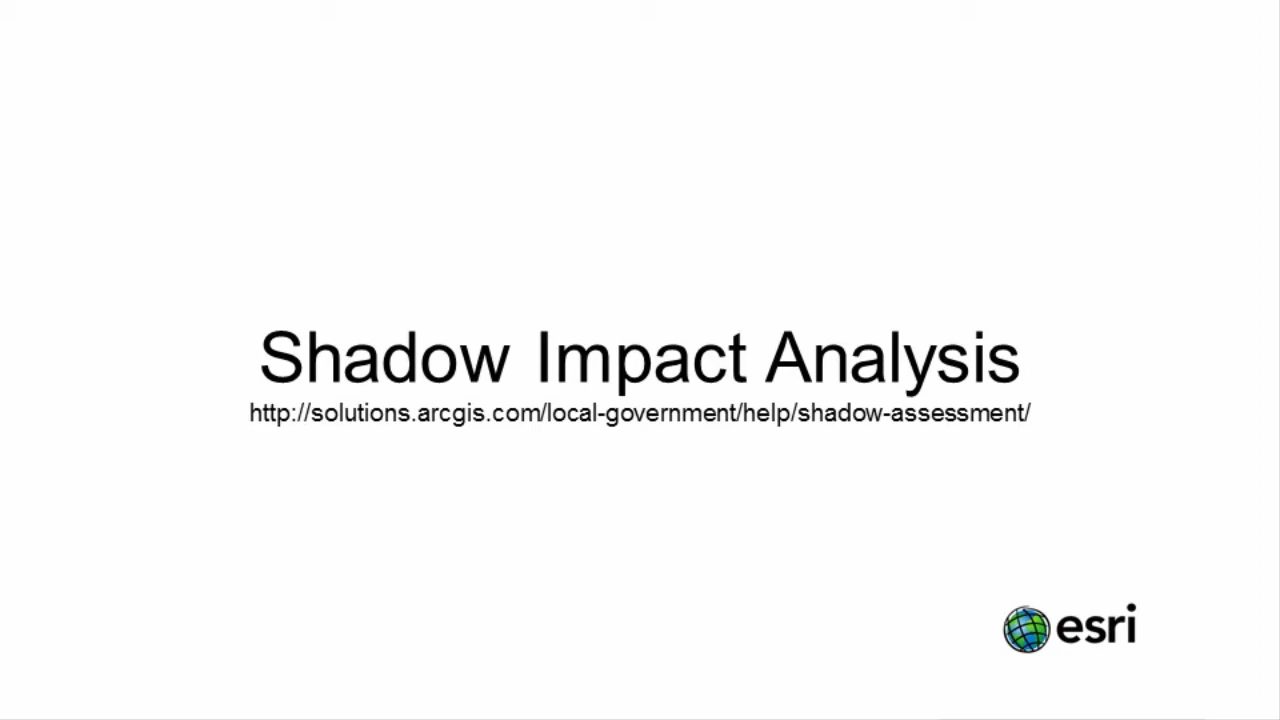 Shadow Impact Analysis
http://solutions.arcgis.com/local-government/help/shadow-assessment/
esri